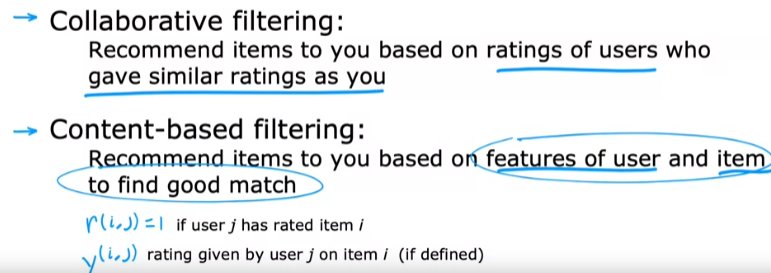 → Collaborative filtering:
Recommend items to you based on ratings of users who
gave similar ratings as you
→ Content-based filtering:
Recommend items to you based on features of user and item
to find good match
r(i,j) = 1 if user j has rated item i
y(i,j) rating given by user j on item i (if defined)